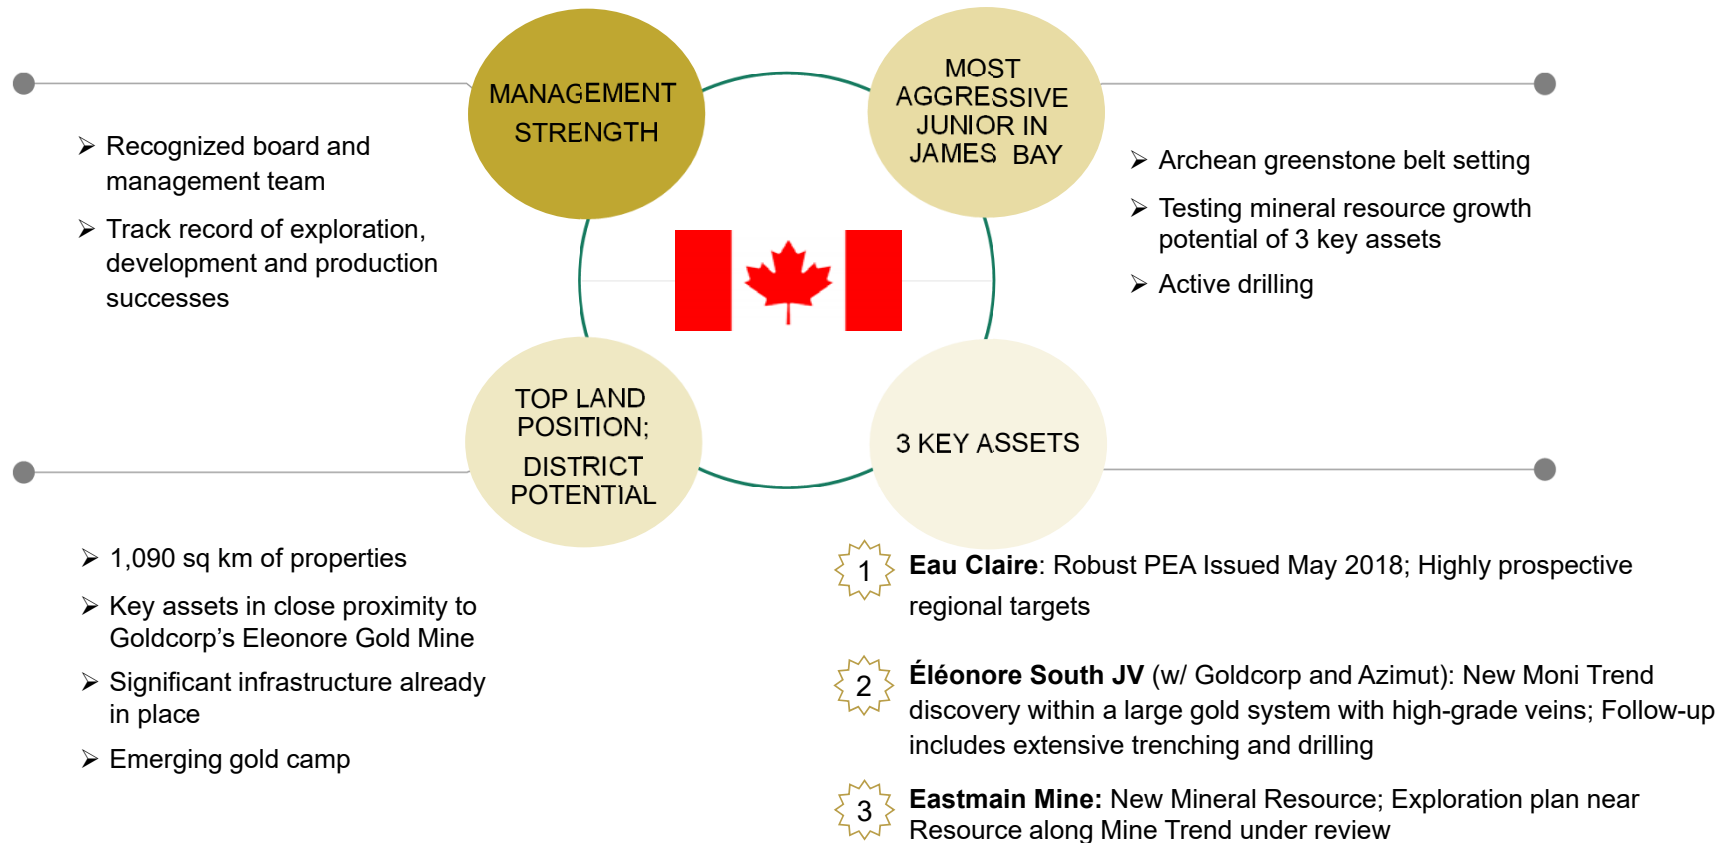 MANAGEMENT
STRENGTH
➢ Recognized board and
management team
➢ Track record of exploration,
development and production
successes
MOST
AGGRESSIVE
JUNIOR IN
JAMES BAY
➢ Archean greenstone belt setting
➢ Testing mineral resource growth
potential of 3 key assets
➢ Active drilling
TOP LAND
POSITION;
DISTRICT
POTENTIAL
➢ 1,090 sq km of properties
➢ Key assets in close proximity to
Goldcorp’s Eleonore Gold Mine
➢ Significant infrastructure already
in place
➢ Emerging gold camp
3 KEY ASSETS
1 Eau Claire: Robust PEA Issued May 2018; Highly prospective
regional targets
2 Éléonore South JV (w/ Goldcorp and Azimut): New Moni Trend
discovery within a large gold system with high-grade veins; Follow-up
includes extensive trenching and drilling
3 Eastmain Mine: New Mineral Resource; Exploration plan near
Resource along Mine Trend under review